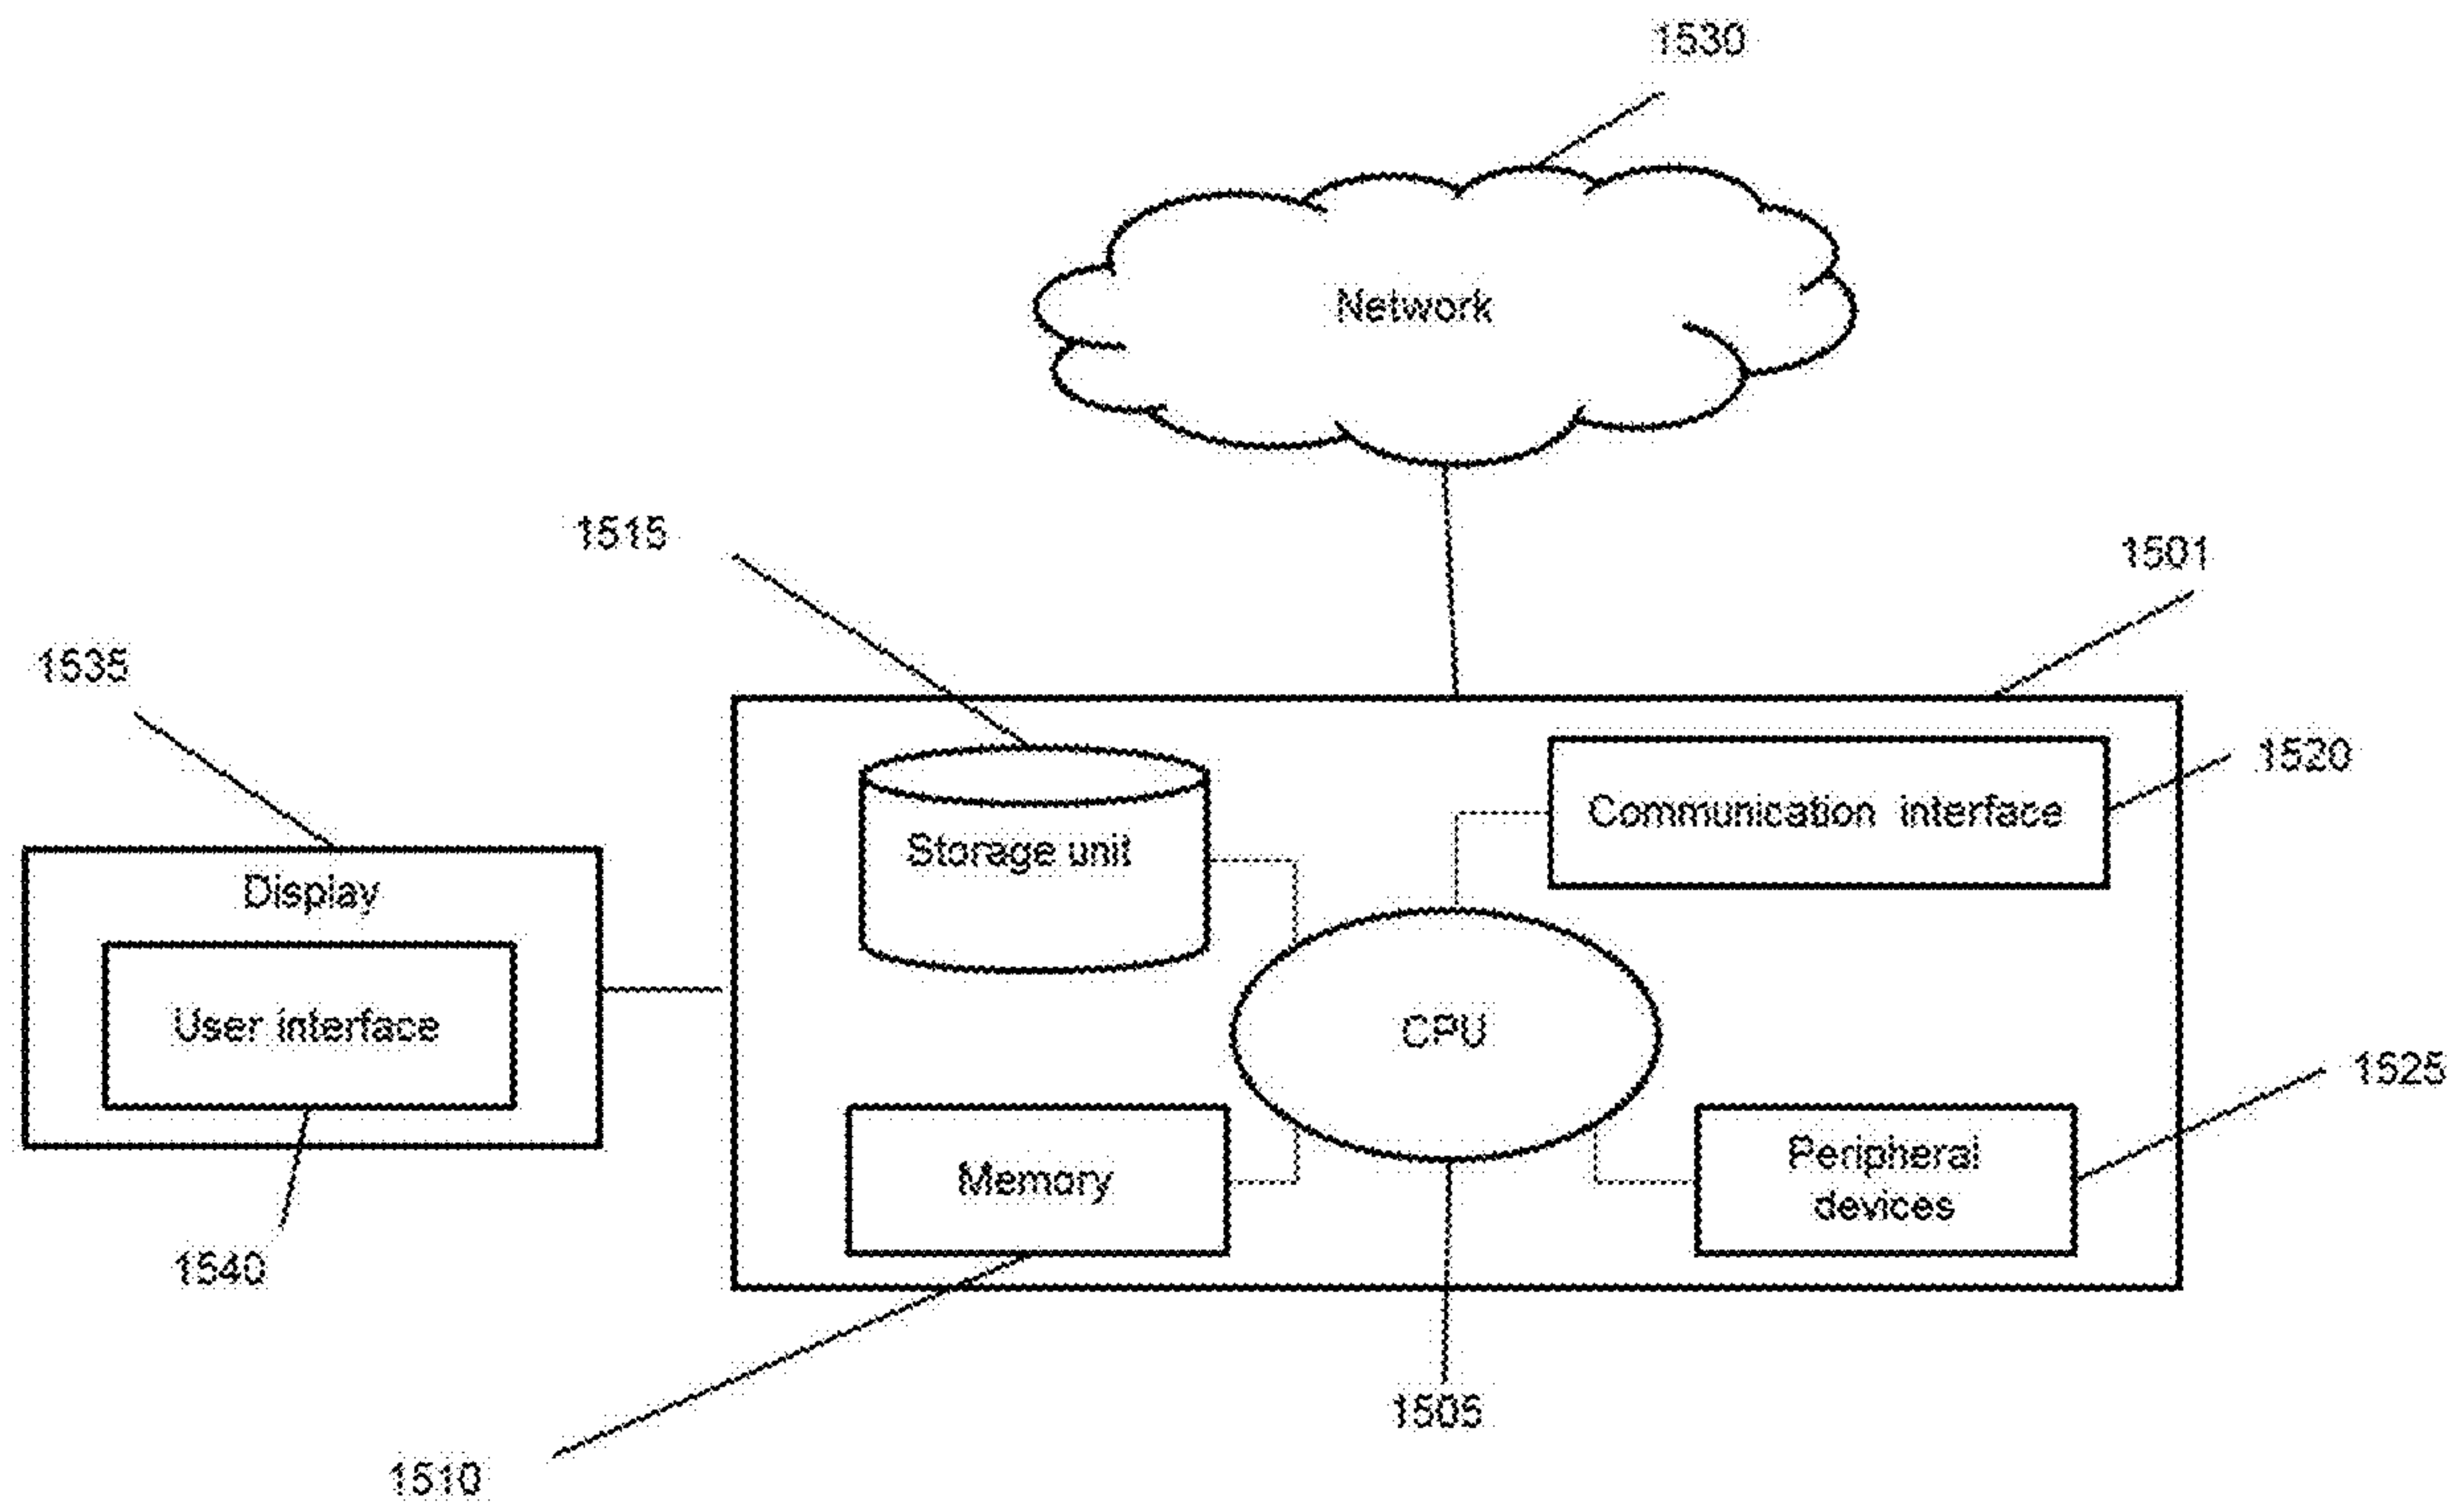 1530
Network
1515
1501
1535
1520
Communication interface
Storage unit
Display
User interface
CPU
1525
Peripheral
devices
Memory
1540
1505
1510